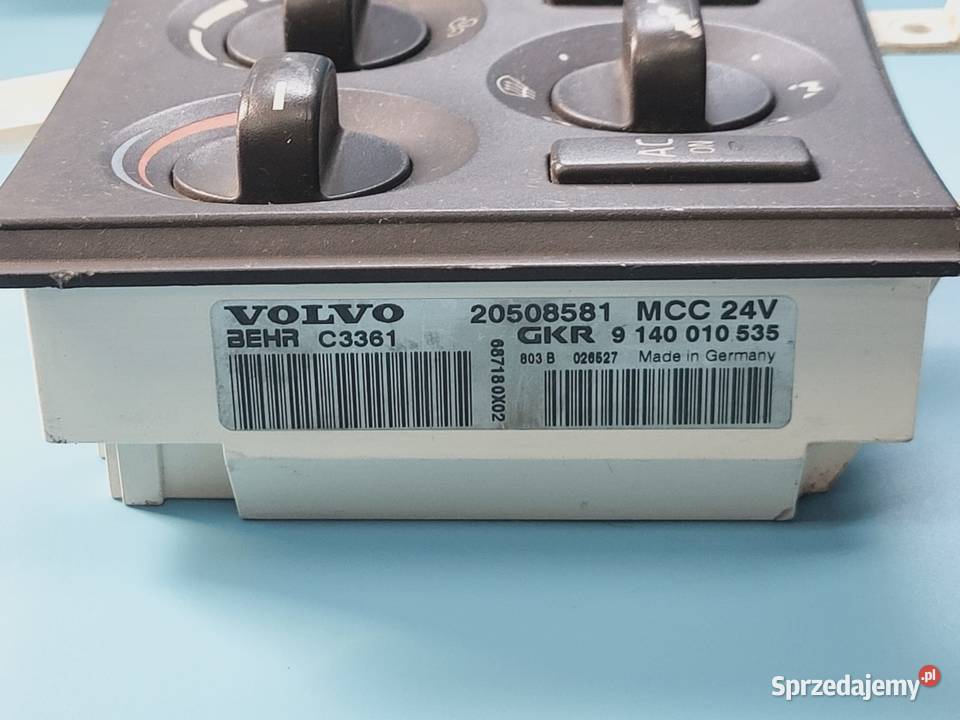 AC
ON
VOLVO 20508581 MCC 24V
BEHR C3361 GKR 9 140 010 535
687180X02
803 B 026527 Made in Germany
Sprzedajemy.pl